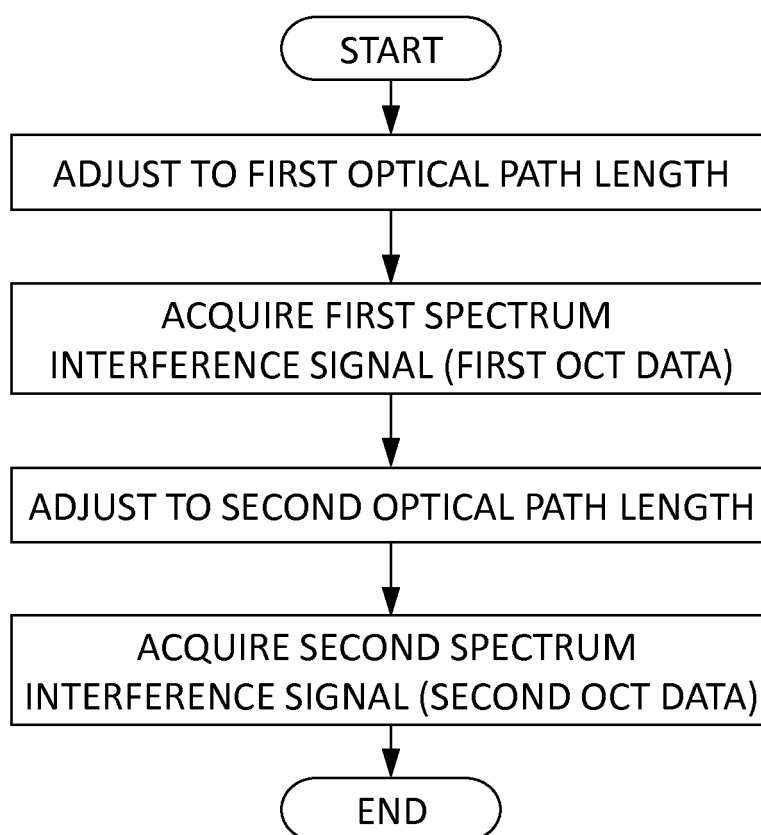 START
ADJUST TO FIRST OPTICAL PATH LENGTH
ACQUIRE FIRST SPECTRUM
INTERFERENCE SIGNAL (FIRST OCT DATA)
ADJUST TO SECOND OPTICAL PATH LENGTH
ACQUIRE SECOND SPECTRUM
INTERFERENCE SIGNAL (SECOND OCT DATA)
END